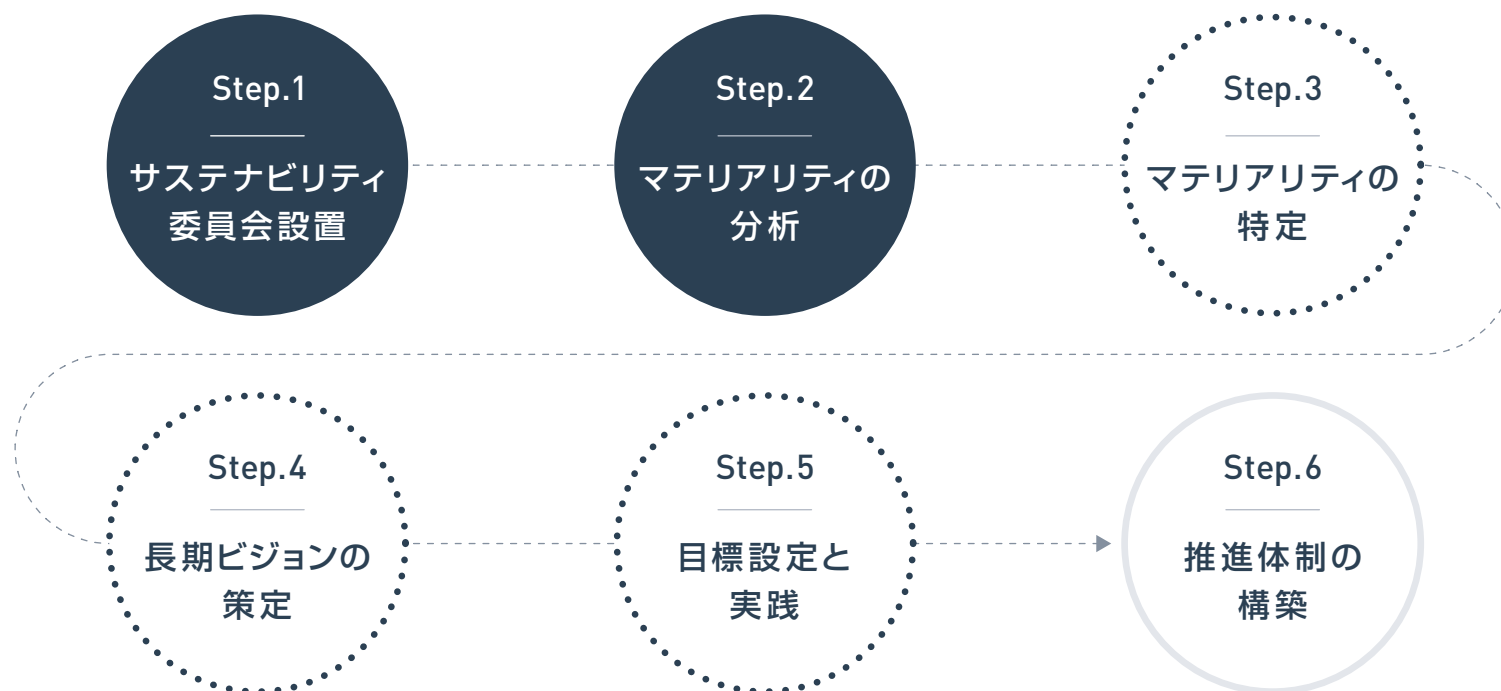 Step.1
サステナビリティ
委員会設置
Step.2
マテリアリティの
分析
Step.3
マテリアリティの
特定
Step.4
長期ビジョンの
策定
Step.5
目標設定と
実践
Step.6
推進体制の
構築